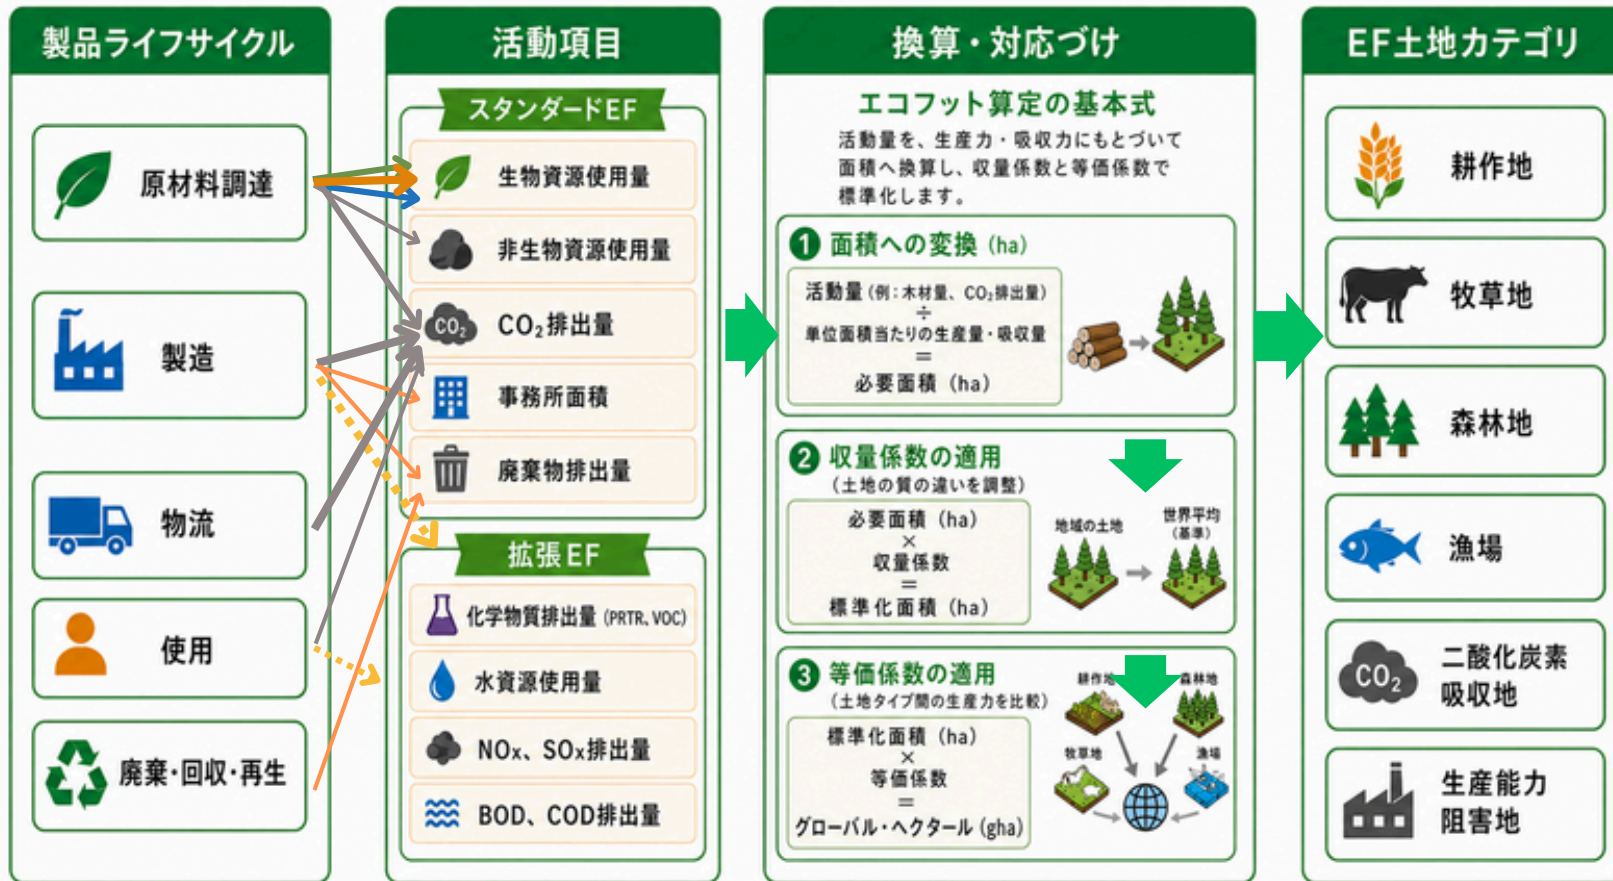 製品ライフサイクル
原材料調達
製造
物流
使用
廃棄・回収・再生
活動項目
スタンダードEF
生物資源使用量
非生物資源使用量
CO₂
CO₂排出量
事務所面積
廃棄物排出量
拡張EF
化学物質排出量 (PRTR、VOC)
水資源使用量
NOx、SOx排出量
BOD、COD排出量
換算・対応づけ
エコフット算定の基本式
活動量を、生産力・吸収力にもとづいて
面積へ換算し、収量係数と等価係数で
標準化します。
1 面積への変換 (ha)
活動量 (例:木材量、CO₂排出量)
÷
単位面積当たりの生産量・吸収量
=
必要面積 (ha)
2 収量係数の適用
(土地の質の違いを調整)
必要面積 (ha)
×
収量係数
=
標準化面積 (ha)
地域の土地
世界平均
(基準)
3 等価係数の適用
(土地タイプ間の生産力を比較)
標準化面積 (ha)
×
等価係数
=
グローバル・ヘクタール (gha)
耕作地
森林地
牧草地
漁場
EF土地カテゴリ
耕作地
牧草地
森林地
漁場
CO₂
二酸化炭素
吸収地
生産能力
阻害地